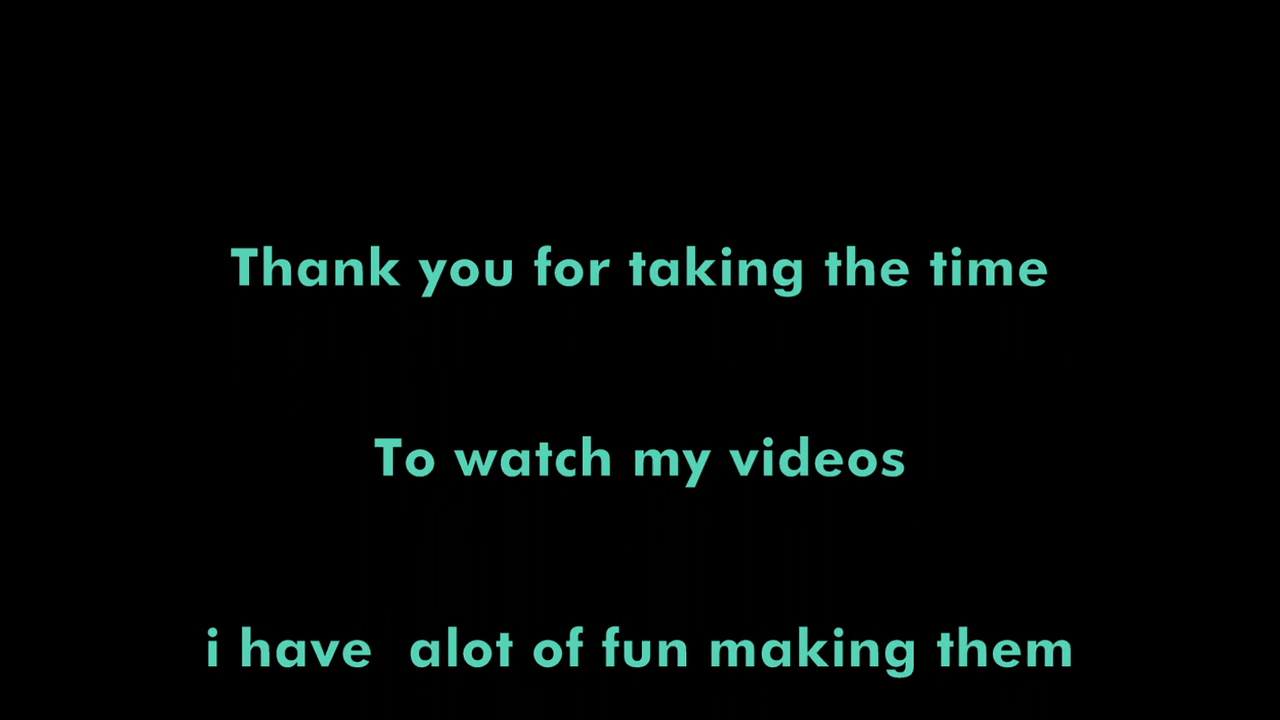 Thank you for taking the time
To watch my videos
i have  alot of fun making them